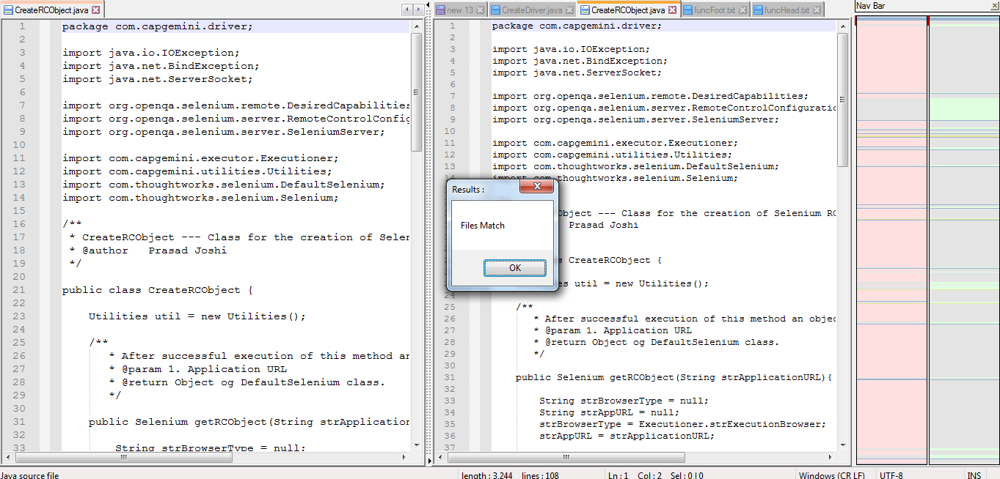 CreateRCObject.java
new 13
CreateDriver.java
CreateRCObject.java
funcFoot.txt
funcHead.txt
Nav Bar
1 package com.capgemini.driver;
2
3 import java.io.IOException;
4 import java.net.BindException;
5 import java.net.ServerSocket;
6
7 import org.openqa.selenium.remote.DesiredCapabilities
8 import org.openqa.selenium.server.RemoteControlConfig
9 import org.openqa.selenium.server.SeleniumServer;
10
11 import com.capgemini.executor.Executioner;
12 import com.capgemini.utilities.Utilities;
13 import com.thoughtworks.selenium.DefaultSelenium;
14 import com.thoughtworks.selenium.Selenium;
15
16 /**
17 * CreateRCObject --- Class for the creation of Seler
18 * @author Prasad Joshi
19 */
20
21 public class CreateRCObject {
22
23 Utilities util = new Utilities();
24
25 /**
26 * After successful execution of this method an
27 * @param 1. Application URL
28 * @return Object og DefaultSelenium class.
29 */
30
31 public Selenium getRCObject(String strApplication
32
33 String strBrowserType = null;
1 package com.capgemini.driver;
2
3 import java.io.IOException;
4 import java.net.BindException;
5 import java.net.ServerSocket;
6
7 import org.openqa.selenium.remote.DesiredCapabilities;
8 import org.openqa.selenium.server.RemoteControlConfiguratio
9 import org.openqa.selenium.server.SeleniumServer;
10
11 import com.capgemini.executor.Executioner;
12 import com.capgemini.utilities.Utilities;
13 import com.thoughtworks.selenium.DefaultSelenium;
14 import com.thoughtworks.selenium.Selenium;
Object --- Class for the creation of Selenium RC
Prasad Joshi
s CreateRCObject {
es util = new Utilities();
24
25 /**
26 * After successful execution of this method an objec
27 * @param 1. Application URL
28 * @return Object og DefaultSelenium class.
29 */
30
31 public Selenium getRCObject(String strApplicationURL){
32
33 String strBrowserType = null;
34 String strAppURL = null;
35 strBrowserType = Executioner.strExecutionBrowser;
36 strAppURL = strApplicationURL;
37
Results :
Files Match
OK
Java source file
length : 3,244 lines : 108
Ln : 1 Col : 2 Sel : 0 | 0
Windows (CR LF)
UTF-8
INS